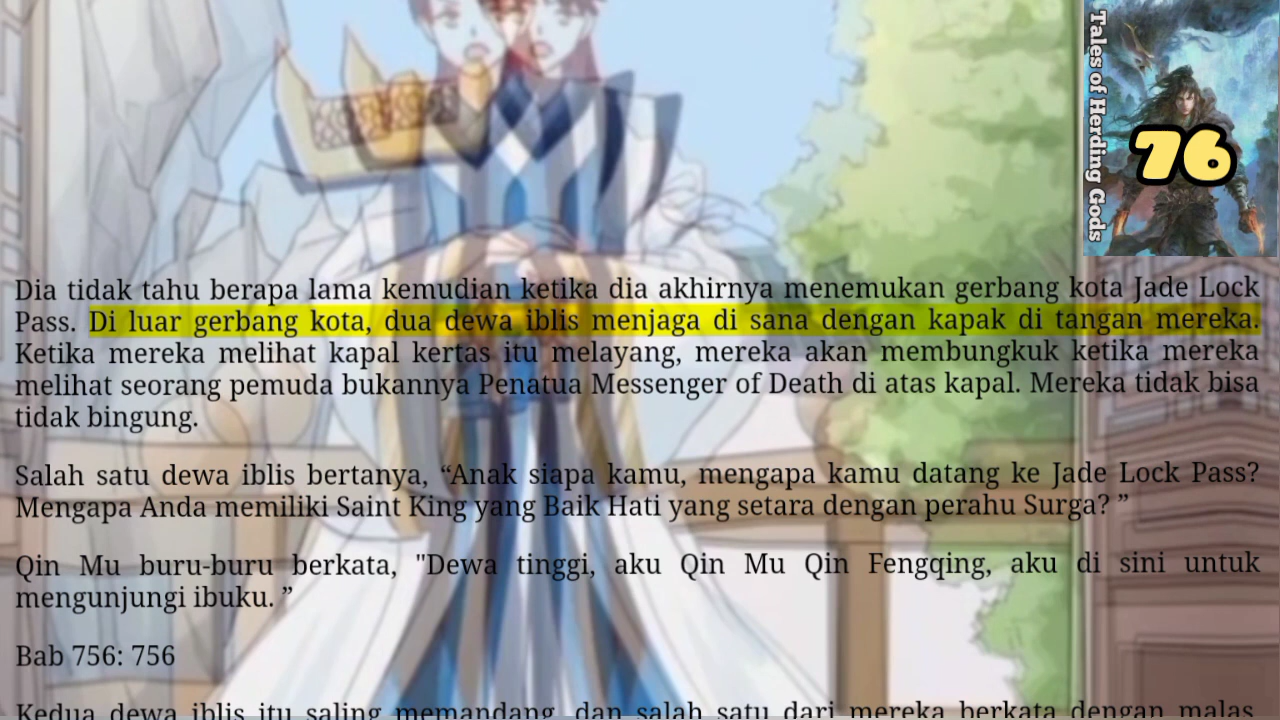 Tales of Herding Gods
76
Dia tidak tahu berapa lama kemudian ketika dia akhirnya menemukan gerbang kota Jade Lock
Pass. Di luar gerbang kota, dua dewa iblis menjaga di sana dengan kapak di tangan mereka.
Ketika mereka melihat kapal kertas itu melayang, mereka akan membungkuk ketika mereka
melihat seorang pemuda bukannya Penatua Messenger of Death di atas kapal. Mereka tidak bisa
tidak bingung.
Salah satu dewa iblis bertanya, “Anak siapa kamu, mengapa kamu datang ke Jade Lock Pass?
Mengapa Anda memiliki Saint King yang Baik Hati yang setara dengan perahu Surga? ”
Qin Mu buru-buru berkata, "Dewa tinggi, aku Qin Mu Qin Fengqing, aku di sini untuk
mengunjungi ibuku. ”
Bab 756: 756
Kedua dewa iblis itu saling memandang, dan salah satu dari mereka berkata dengan malas,